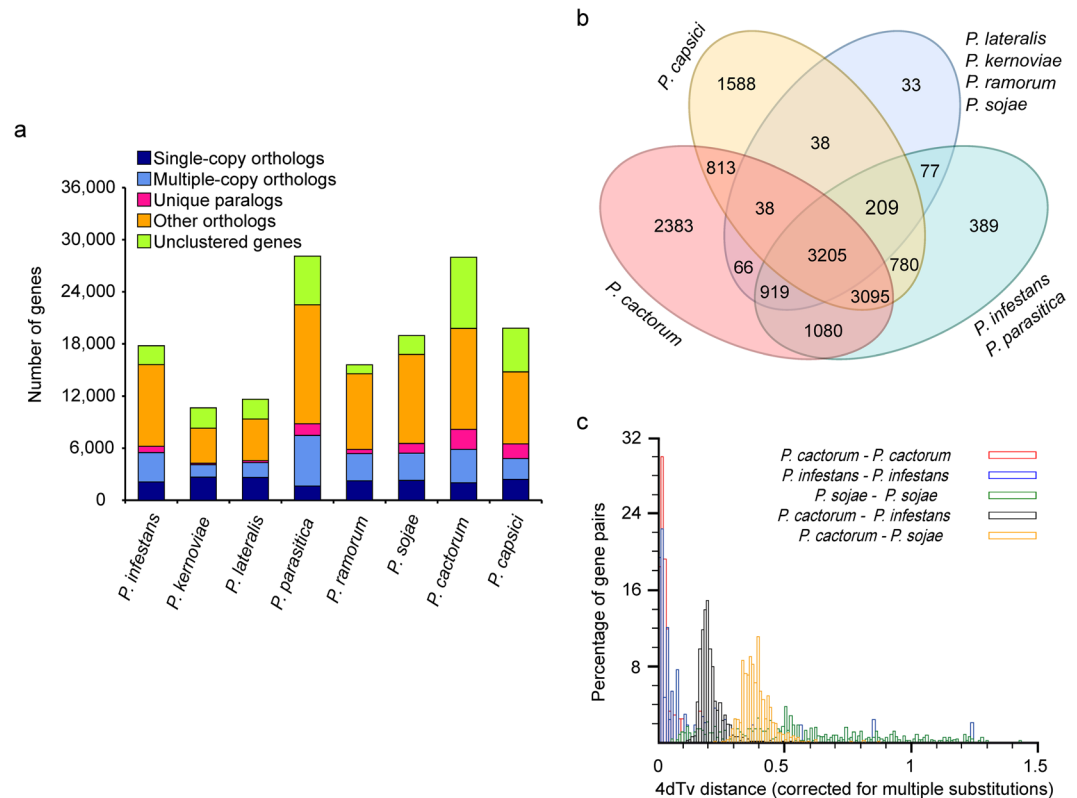 a
Single-copy orthologs
Multiple-copy orthologs
Unique paralogs
Other orthologs
Unclustered genes
Number of genes
36,000
30,000
24,000
18,000
12,000
6,000
0
P. infestans
P. kernoviae
P. lateralis
P. parasitica
P. ramorum
P. sojae
P. cactorum
P. capsici
b
P. capsici
P. lateralis
P. kernoviae
P. ramorum
P. sojae
1588
33
38
813
77
38
209
2383
389
3205
66
780
919
3095
1080
P. cactorum
P. infestans
P. parasitica
c
Percentage of gene pairs
32
24
16
8
P. cactorum - P. cactorum
P. infestans - P. infestans
P. sojae - P. sojae
P. cactorum - P. infestans
P. cactorum - P. sojae
0 0.5 1 1.5
4dTv distance (corrected for multiple substitutions)